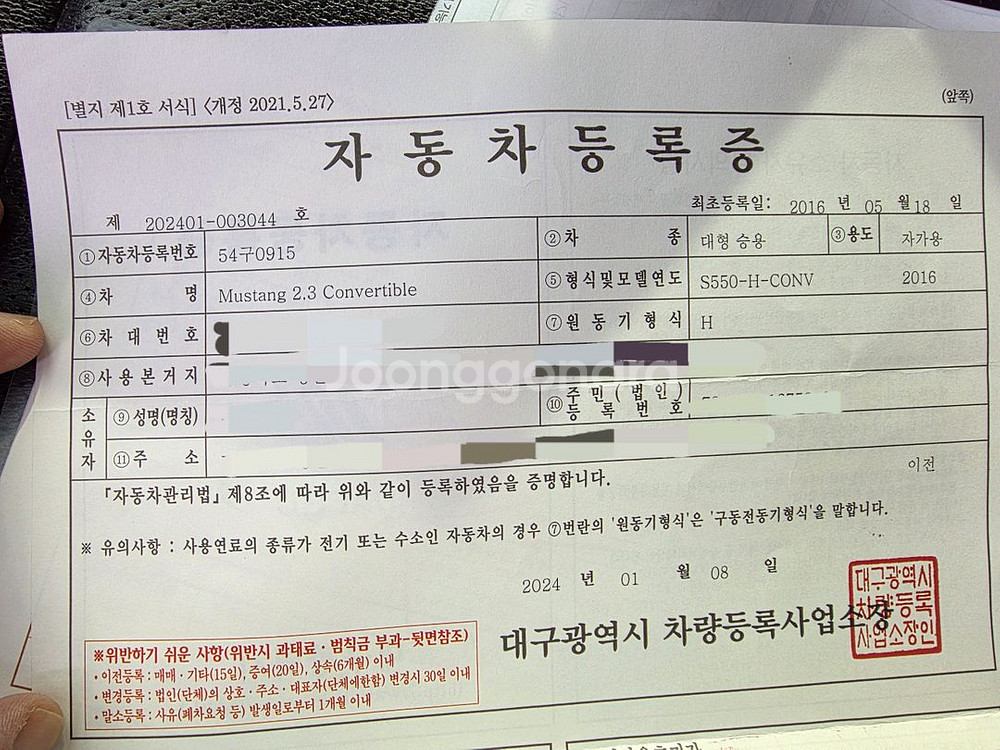 [별지 제1호 서식] <개정 2021.5.27>
(앞쪽)
자동차등록증
제 202401-003044 호
최초등록일: 2016 년 05 월 18 일
①자동차등록번호 54구0915 ②차 종 대형 승용 ③용도 자가용
④차 명 Mustang 2.3 Convertible ⑤형식및모델연도 S550-H-CONV 2016
⑥차대번호 ⑦원동기형식 H
⑧사용본거지
Joonggonara
소유자 ⑨성명(명칭) ⑩주민(법인)등록번호
⑪주 소
이전
『자동차관리법』 제8조에 따라 위와 같이 등록하였음을 증명합니다.
※ 유의사항 : 사용연료의 종류가 전기 또는 수소인 자동차의 경우 ⑦번란의 '원동기형식'은 '구동전동기형식'을 말합니다.
2024 년 01 월 08 일
대구광역시 차량등록사업소장
대구광역시
차량등록
사업소장인
※위반하기 쉬운 사항(위반시 과태료·범칙금 부과-뒷면참조)
·이전등록 : 매매·기타(15일), 증여(20일), 상속(6개월) 이내
·변경등록 : 법인(단체)의 상호·주소·대표자(단체에한함) 변경시 30일 이내
·말소등록 : 사유(폐차요청 등) 발생일로부터 1개월 이내